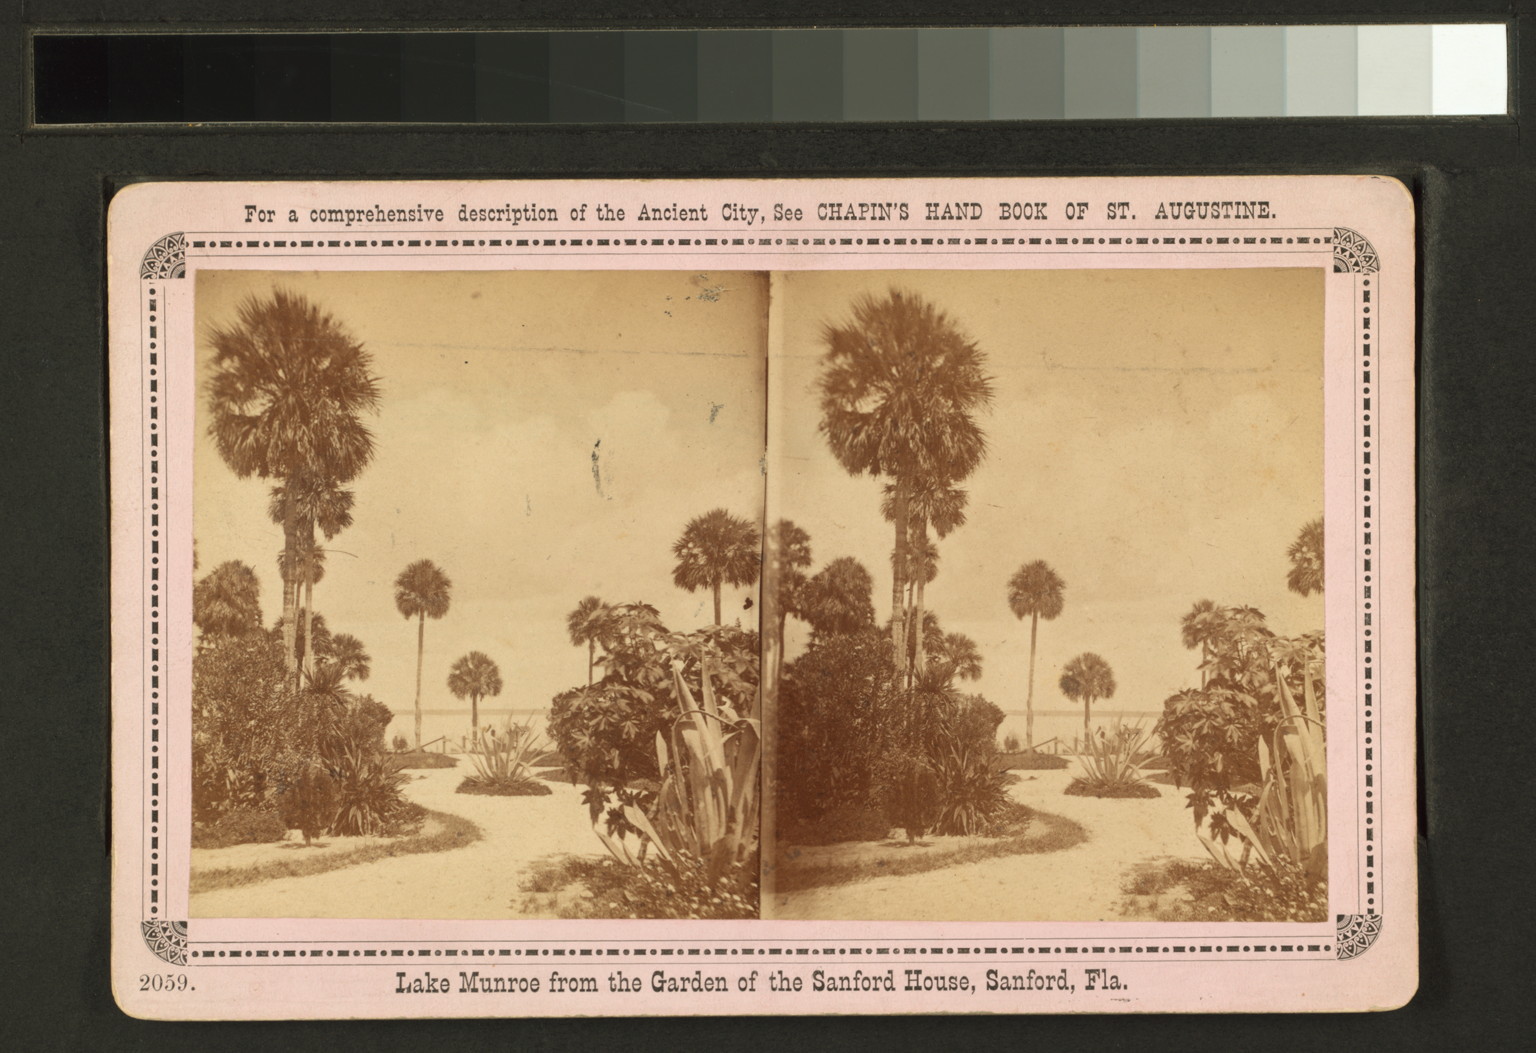 For a comprehensive description of the Ancient City, See CHAPIN'S HAND BOOK OF ST. AUGUSTINE.
2059.
Lake Munroe from the Garden of the Sanford House, Sanford, Fla.